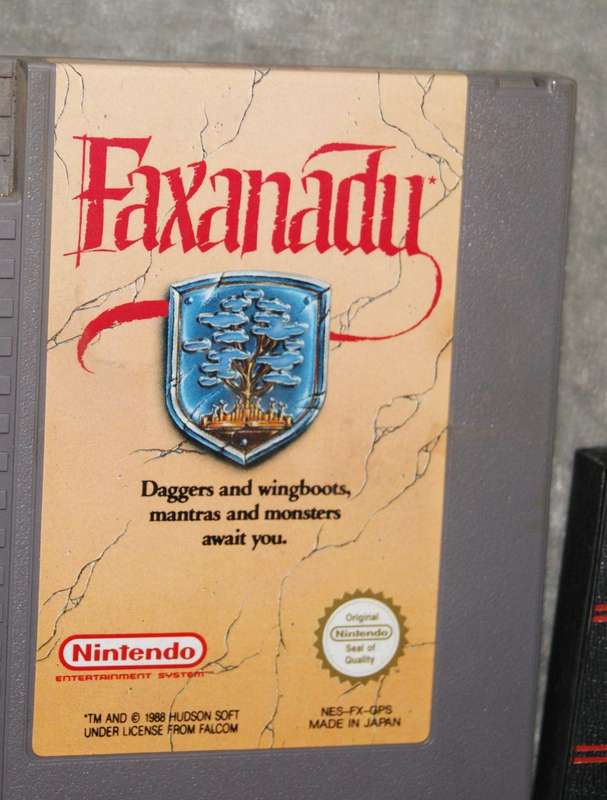 Faxanadu*
Daggers and wingboots,
mantras and monsters
await you.
Nintendo
ENTERTAINMENT SYSTEM™
Original
Nintendo
Seal of
Quality
*TM AND © 1988 HUDSON SOFT
UNDER LICENSE FROM FALCOM
NES-FX-GPS
MADE IN JAPAN